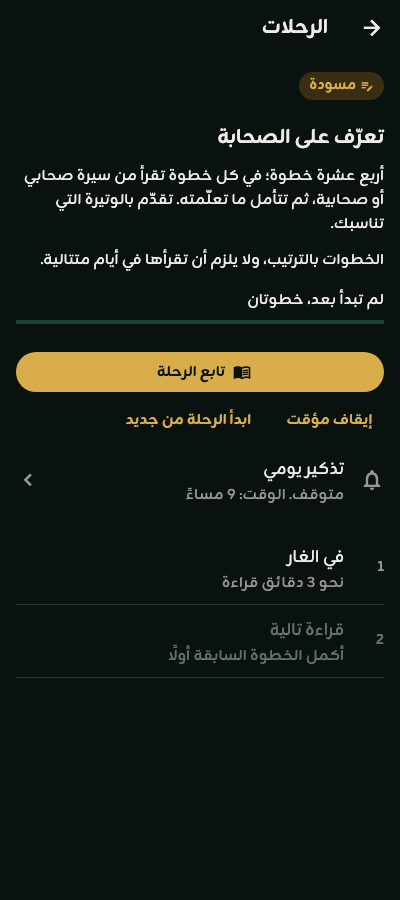 الرحلات
مسودة
تعرّف على الصحابة
أربع عشرة خطوة؛ في كل خطوة تقرأ من سيرة صحابي
أو صحابية، ثم تتأمل ما تعلّمته. تقدّم بالوتيرة التي
تناسبك.
الخطوات بالترتيب، ولا يلزم أن تقرأها في أيام متتالية.
لم تبدأ بعد، خطوتان
تابع الرحلة
إيقاف مؤقت
ابدأ الرحلة من جديد
تذكير يومي
متوقف. الوقت: 9 مساءً
1
في الغار
نحو 3 دقائق قراءة
2
قراءة تالية
أكمل الخطوة السابقة أولًا